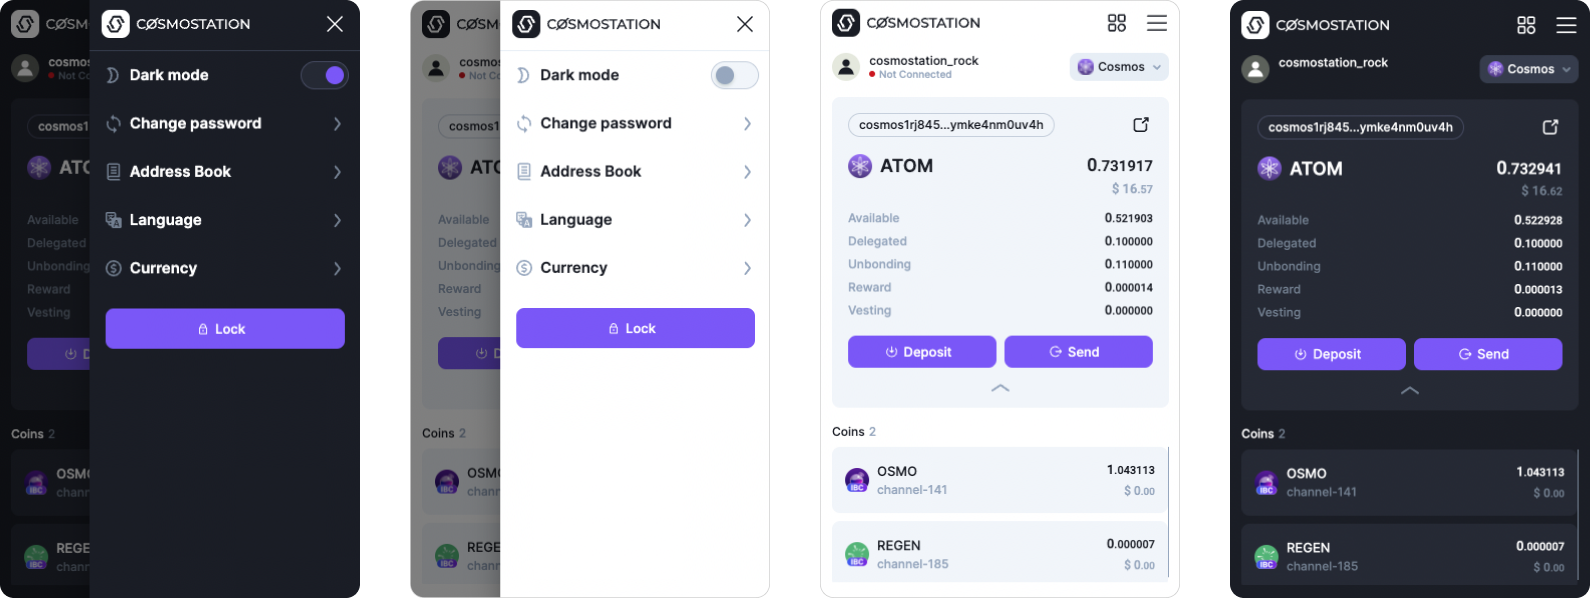 COSM
CØSMOSTATION
cosmos
Not Co
Dark mode
cosmos1
Change password
ATO
Address Book
Available
Language
Delegated
Unbonding
Currency
Reward
Vesting
Lock
D
Coins 2
OSMO
chann
IBC
REGE
chann
IBC
CØSM
CØSMOSTATION
cosmos
Not Co
Dark mode
cosmos1
Change password
ATO
Address Book
Available
Language
Delegated
Unbonding
Currency
Reward
Vesting
Lock
D
Coins 2
OSMO
chann
IBC
REGE
chann
IBC
CØSMOSTATION
cosmostation_rock
Not Connected
Cosmos
cosmos1rj845...ymke4nm0uv4h
ATOM 0.731917
$ 16.57
Available 0.521903
Delegated 0.100000
Unbonding 0.110000
Reward 0.000014
Vesting 0.000000
Deposit Send
Coins 2
OSMO 1.043113
channel-141 $ 0.00
IBC
REGEN 0.000007
channel-185 $ 0.00
IBC
CØSMOSTATION
cosmostation_rock
Cosmos
cosmos1rj845...ymke4nm0uv4h
ATOM 0.732941
$ 16.62
Available 0.522928
Delegated 0.100000
Unbonding 0.110000
Reward 0.000013
Vesting 0.000000
Deposit Send
Coins 2
OSMO 1.043113
channel-141 $ 0.00
IBC
REGEN 0.000007
channel-185 $ 0.00
IBC